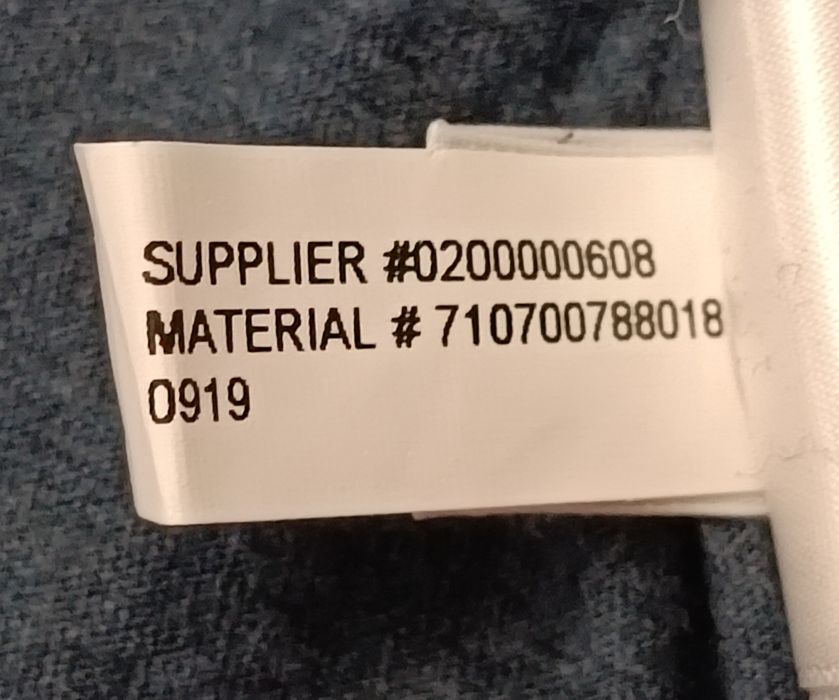 SUPPLIER #0200000608
MATERIAL # 710700788018
0919